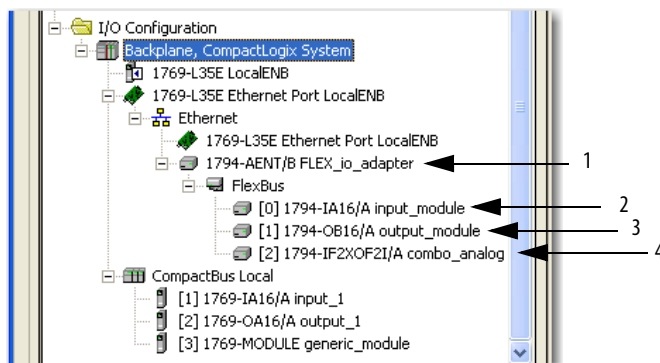 I/O Configuration
Backplane, CompactLogix System
1769-L35E LocalENB
1769-L35E Ethernet Port LocalENB
Ethernet
1769-L35E Ethernet Port LocalENB
1794-AENT/B FLEX_io_adapter 1
FlexBus
[0] 1794-IA16/A input_module 2
[1] 1794-OB16/A output_module 3
[2] 1794-IF2XOF2I/A combo_analog 4
CompactBus Local
[1] 1769-IA16/A input_1
[2] 1769-OA16/A output_1
[3] 1769-MODULE generic_module